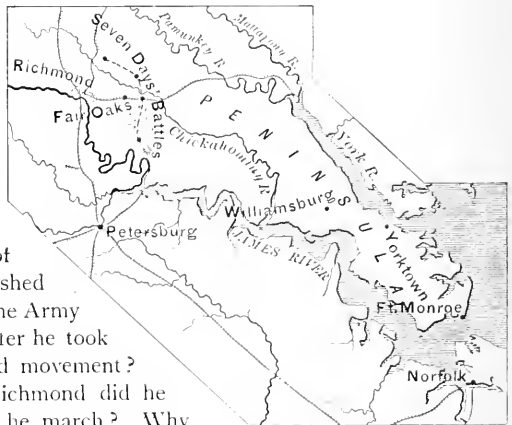 Mattapony R.
Pamunkey R.
Seven Days' Battles
Richmond
Fair Oaks
PENINSULA
Chickahominy R.
York R.
Williamsburg
Yorktown
JAMES RIVER
Petersburg
Ft. Monroe
Norfolk
of
shed
he Army
ter he took
d movement?
ichmond did he
he march? Why